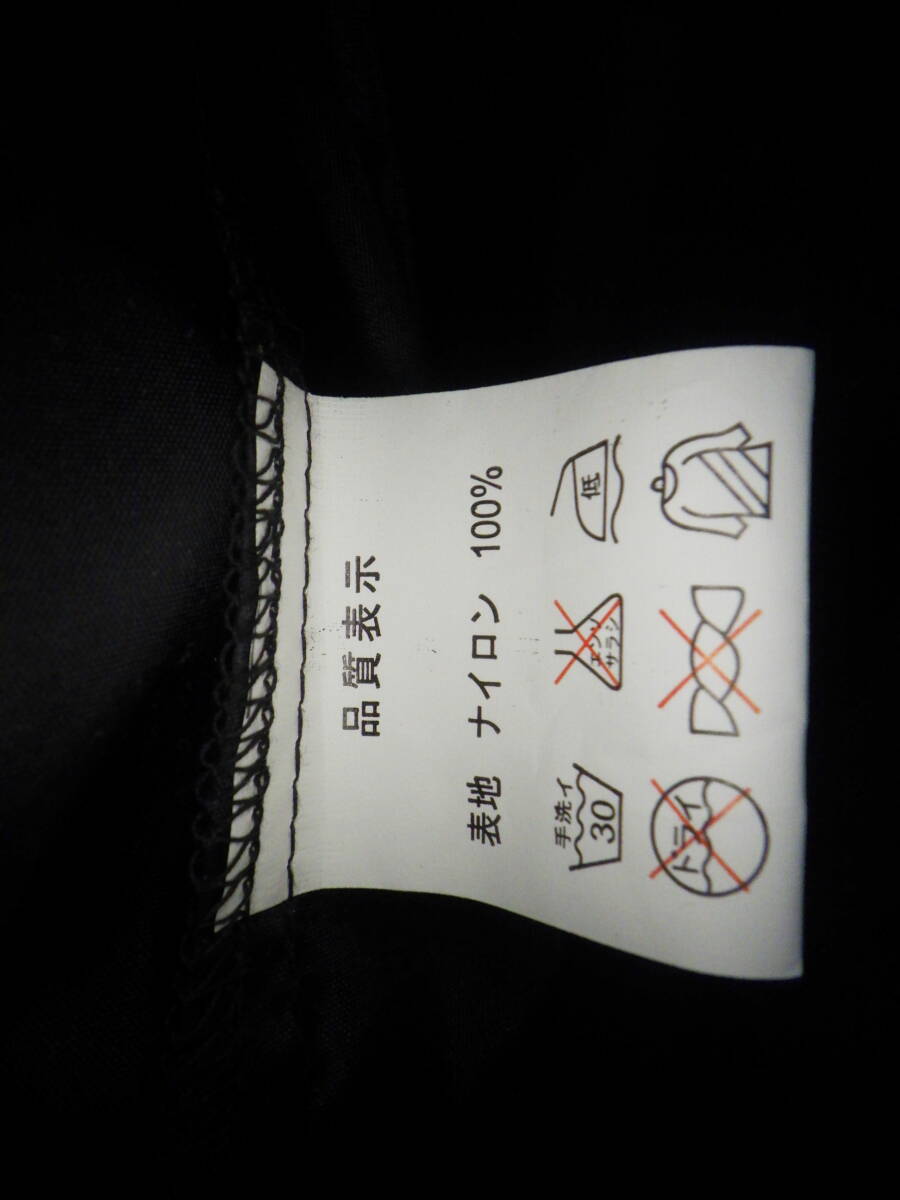 品質表示
表地 ナイロン 100%
手洗イ
30
エンソ
サラシ
低
ドライ